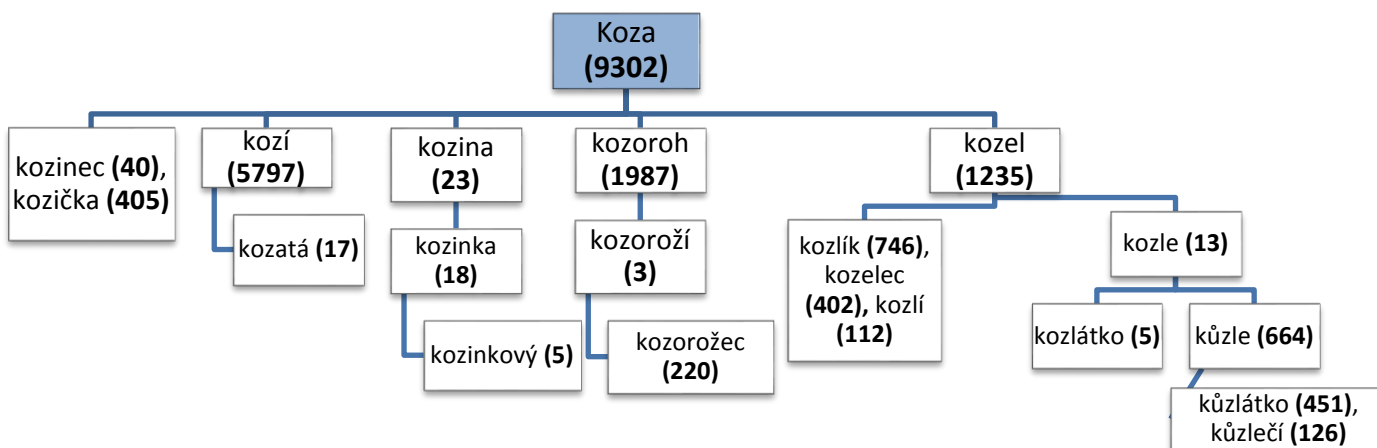 Koza
(9302)
kozinec (40),
kozička (405)
kozí
(5797)
kozatá (17)
kozina
(23)
kozinka
(18)
kozinkový (5)
kozoroh
(1987)
kozoroží
(3)
kozorožec
(220)
kozel
(1235)
kozlík (746),
kozelec
(402), kozlí
(112)
kozle (13)
kozlátko (5)
kůzle (664)
kůzlátko (451),
kůzlečí (126)